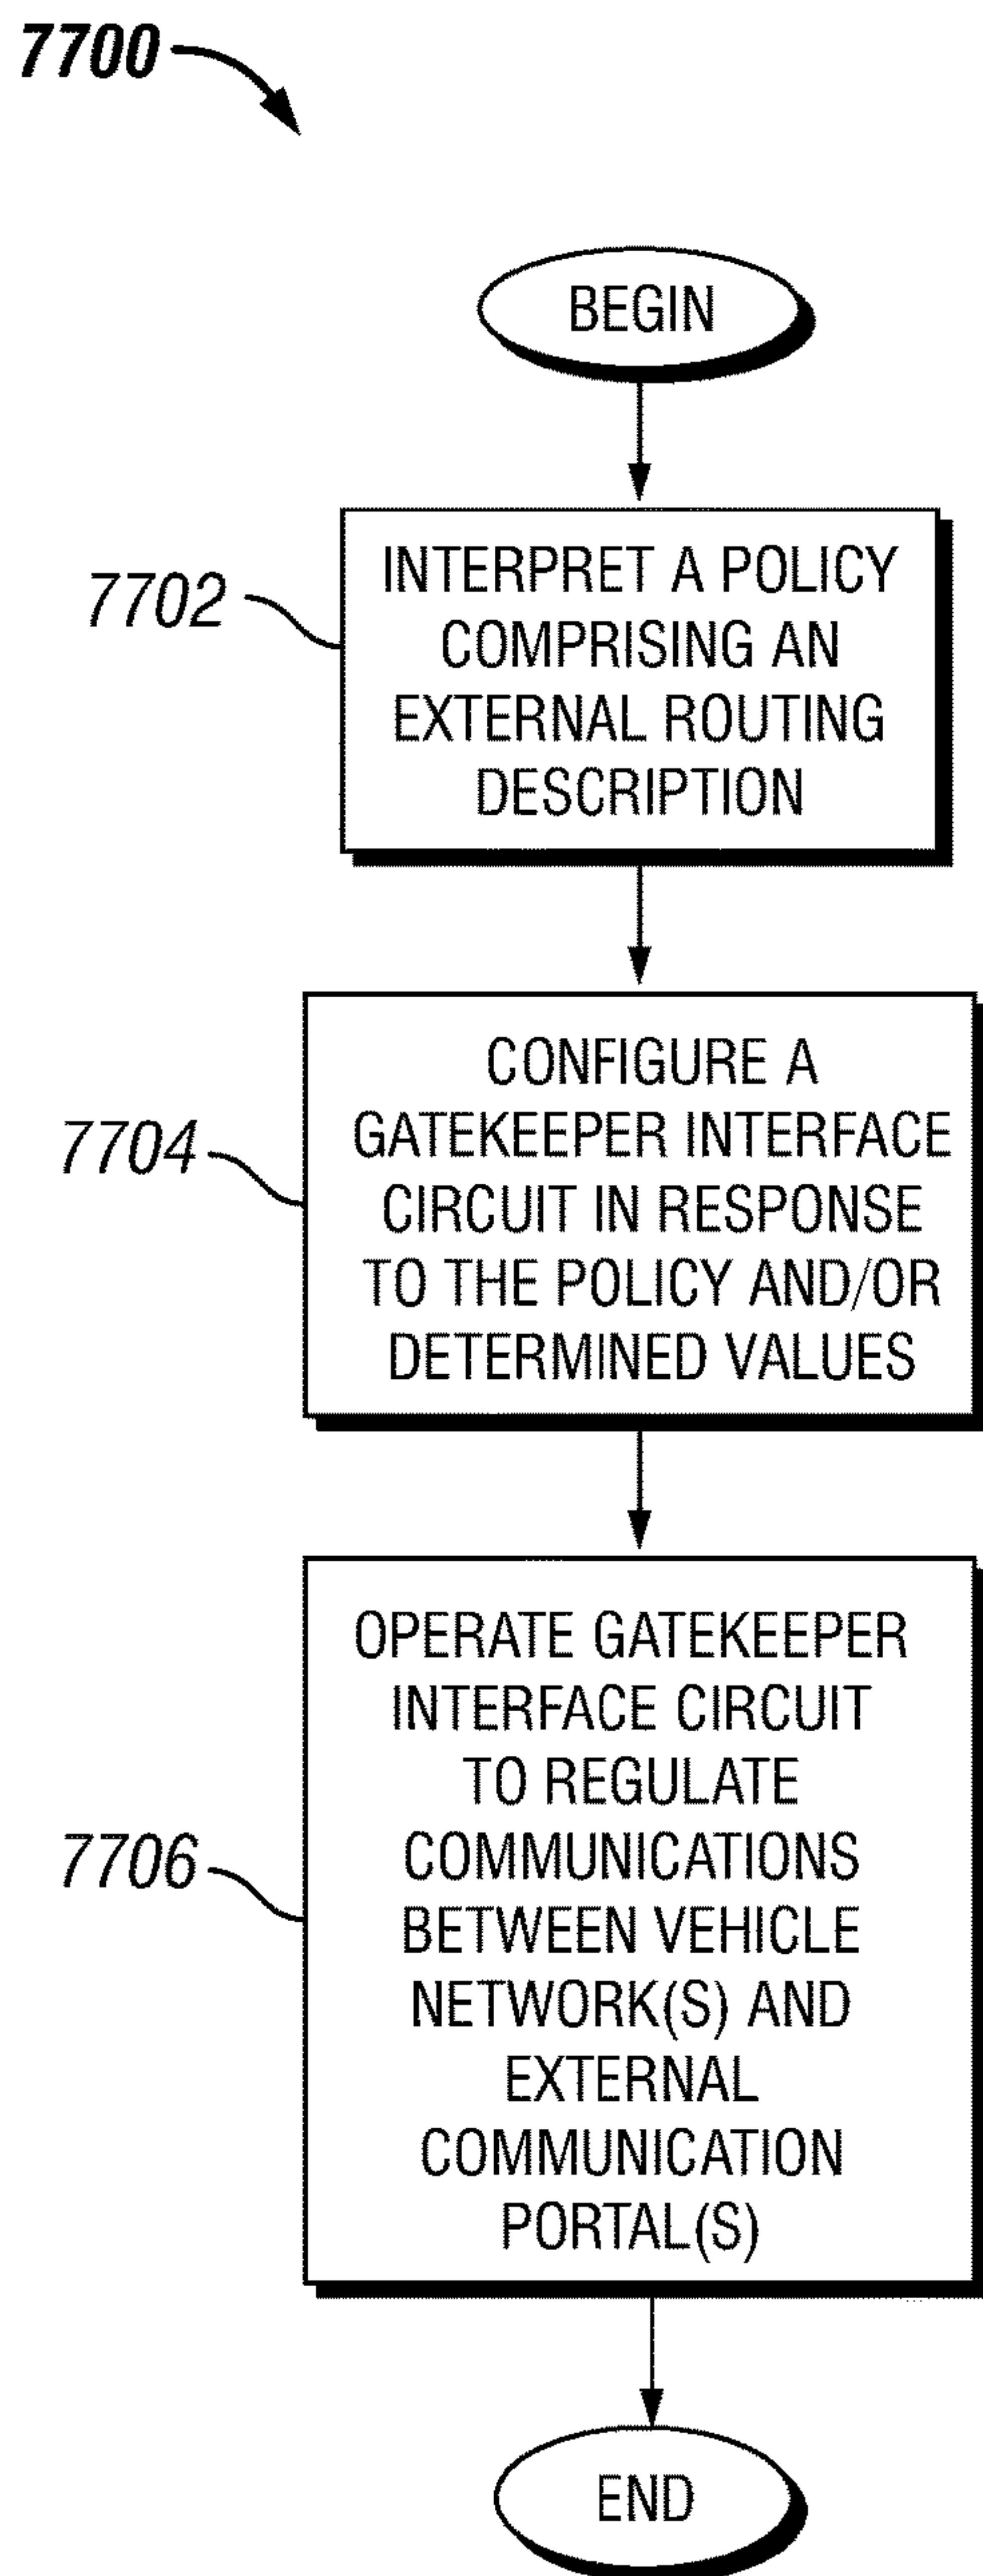 7700
BEGIN
7702
INTERPRET A POLICY
COMPRISING AN
EXTERNAL ROUTING
DESCRIPTION
7704
CONFIGURE A
GATEKEEPER INTERFACE
CIRCUIT IN RESPONSE
TO THE POLICY AND/OR
DETERMINED VALUES
7706
OPERATE GATEKEEPER
INTERFACE CIRCUIT
TO REGULATE
COMMUNICATIONS
BETWEEN VEHICLE
NETWORK(S) AND
EXTERNAL
COMMUNICATION
PORTAL(S)
END